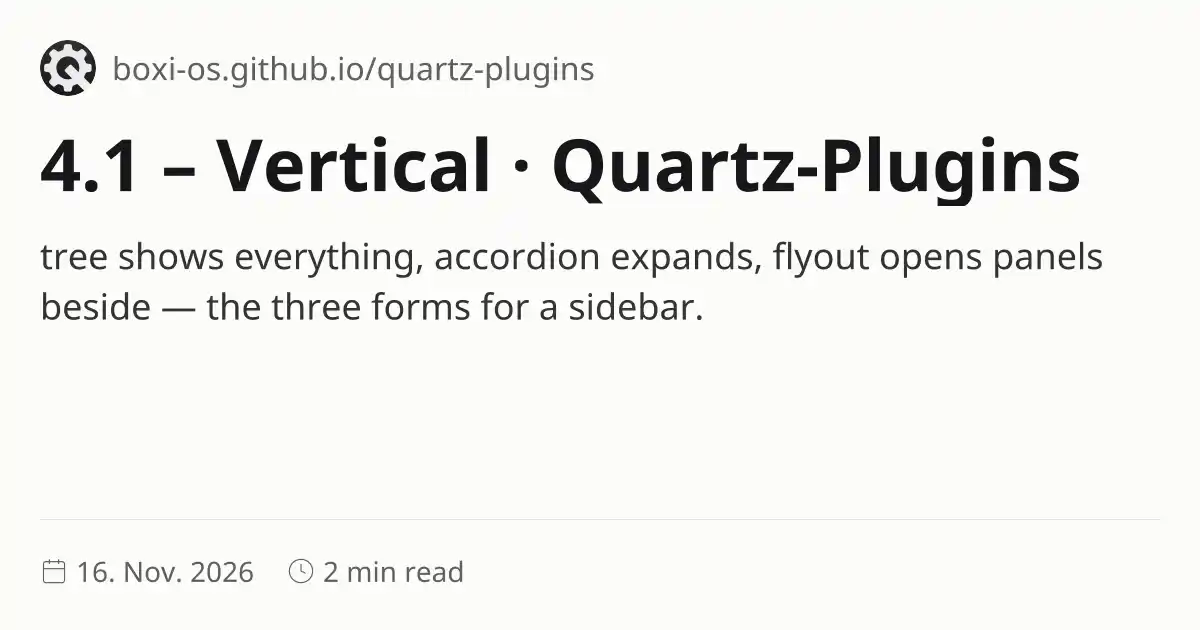 boxi-os.github.io/quartz-plugins
4.1 – Vertical · Quartz-Plugins
tree shows everything, accordion expands, flyout opens panels
beside — the three forms for a sidebar.
16. Nov. 2026 2 min read